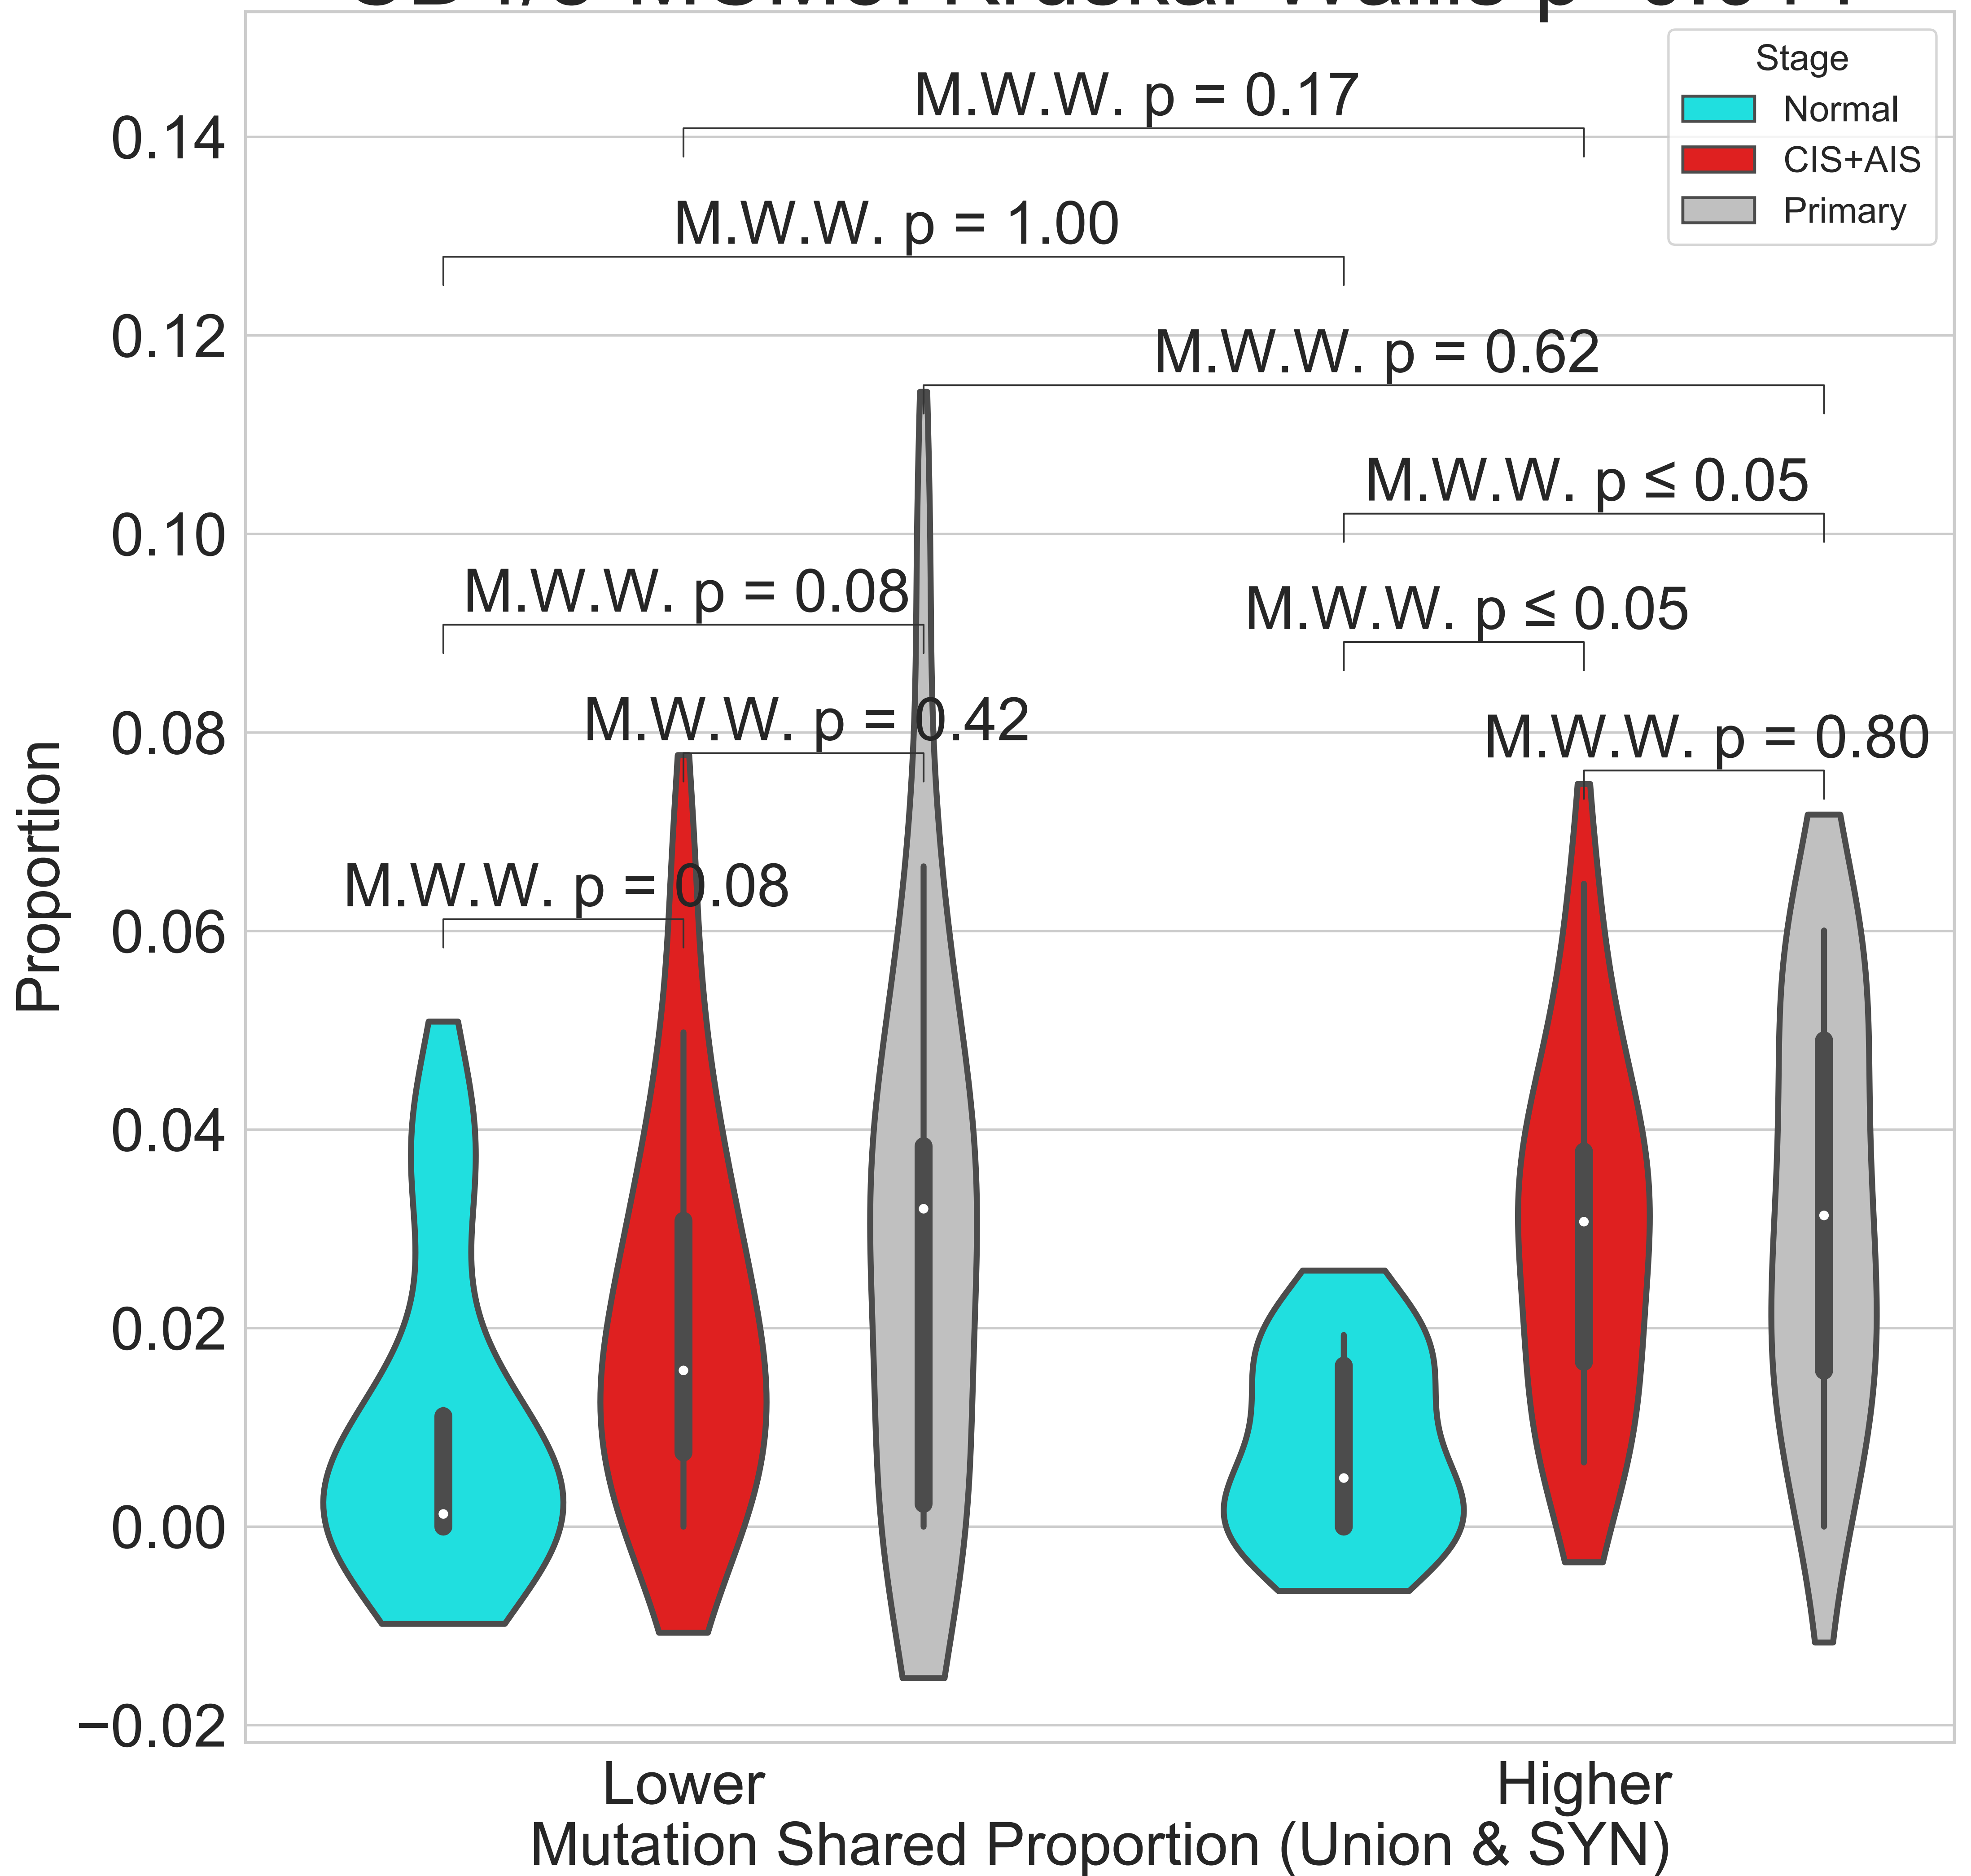 Stage
Normal
CIS+AIS
Primary
M.W.W. p = 0.17
M.W.W. p = 1.00
M.W.W. p = 0.62
M.W.W. p ≤ 0.05
M.W.W. p = 0.08
M.W.W. p ≤ 0.05
M.W.W. p = 0.42
M.W.W. p = 0.80
M.W.W. p = 0.08
0.14
0.12
0.10
0.08
0.06
0.04
0.02
0.00
−0.02
Proportion
Lower
Higher
Mutation Shared Proportion (Union & SYN)